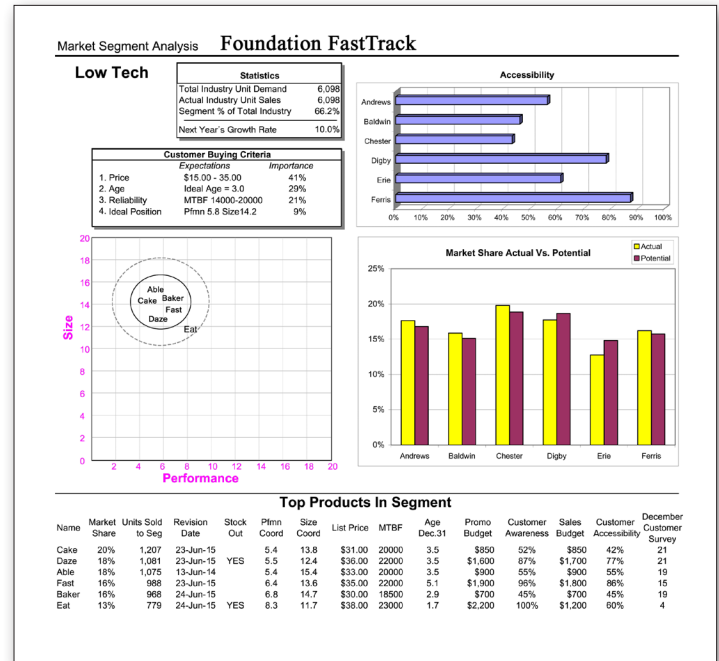 Market Segment Analysis Foundation FastTrack
Low Tech
Statistics
Total Industry Unit Demand 6,098
Actual Industry Unit Sales 6,098
Segment % of Total Industry 66.2%
Next Year's Growth Rate 10.0%
Customer Buying Criteria
Expectations Importance
1. Price $15.00 - 35.00 41%
2. Age Ideal Age = 3.0 29%
3. Reliability MTBF 14000-20000 21%
4. Ideal Position Pfmn 5.8 Size14.2 9%
Accessibility
Andrews
Baldwin
Chester
Digby
Erie
Ferris
0% 10% 20% 30% 40% 50% 60% 70% 80% 90% 100%
20
18
16
14
12
10
8
6
4
2
0
Size
Able
Cake Baker
Fast
Daze
Eat
2 4 6 8 10 12 14 16 18 20
Performance
Market Share Actual Vs. Potential
Actual
Potential
25%
20%
15%
10%
5%
0%
Andrews Baldwin Chester Digby Erie Ferris
Top Products In Segment
Name Market Share Units Sold to Seg Revision Date Stock Out Pfmn Coord Size Coord List Price MTBF Age Dec.31 Promo Budget Customer Awareness Sales Budget Customer Accessibility December Customer Survey
Cake 20% 1,207 23-Jun-15 5.4 13.8 $31.00 20000 3.5 $850 52% $850 42% 21
Daze 18% 1,081 23-Jun-15 YES 5.5 12.4 $36.00 22000 3.5 $1,600 87% $1,700 77% 21
Able 18% 1,075 13-Jun-14 5.4 15.4 $33.00 20000 3.5 $900 55% $900 55% 19
Fast 16% 988 23-Jun-15 6.4 13.6 $35.00 22000 5.1 $1,900 96% $1,800 86% 15
Baker 16% 968 24-Jun-15 6.8 14.7 $30.00 18500 2.9 $700 45% $700 45% 19
Eat 13% 779 24-Jun-15 YES 8.3 11.7 $38.00 23000 1.7 $2,200 100% $1,200 60% 4